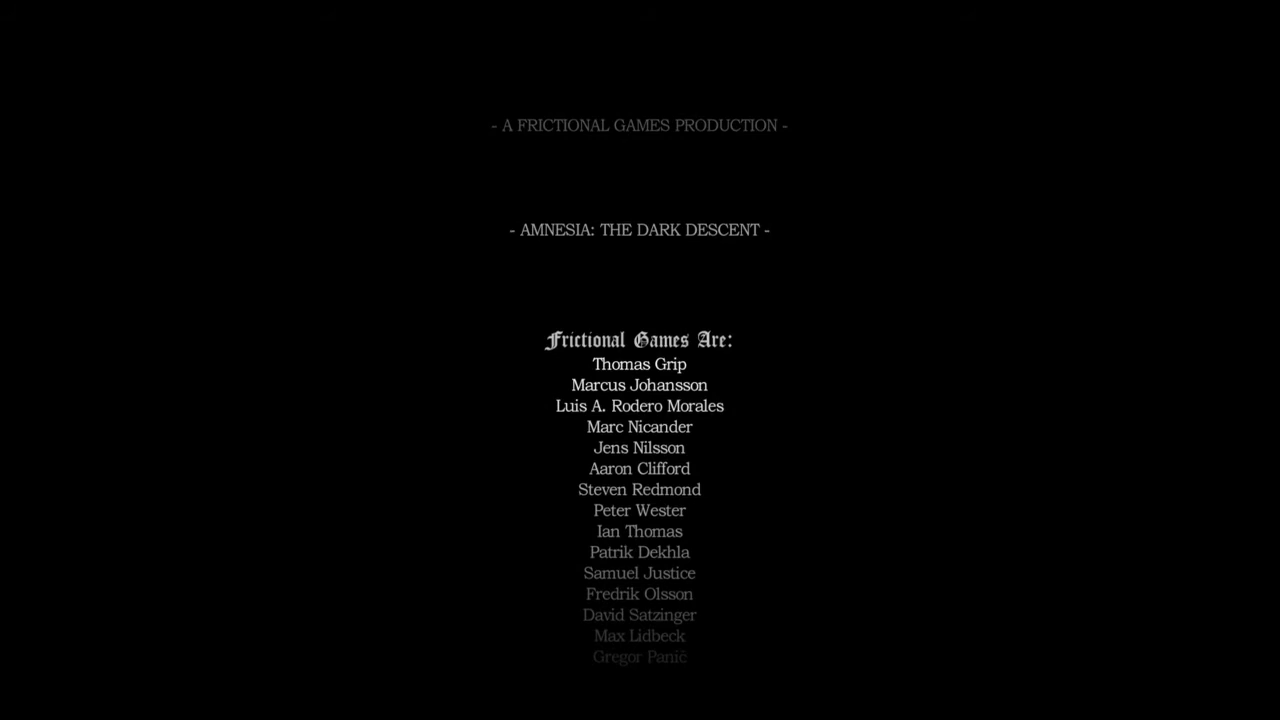 - A FRICTIONAL GAMES PRODUCTION -
- AMNESIA: THE DARK DESCENT -
Frictional Games Are:
Thomas Grip
Marcus Johansson
Luis A. Rodero Morales
Marc Nicander
Jens Nilsson
Aaron Clifford
Steven Redmond
Peter Wester
Ian Thomas
Patrik Dekhla
Samuel Justice
Fredrik Olsson
David Satzinger
Max Lidbeck
Gregor Panič